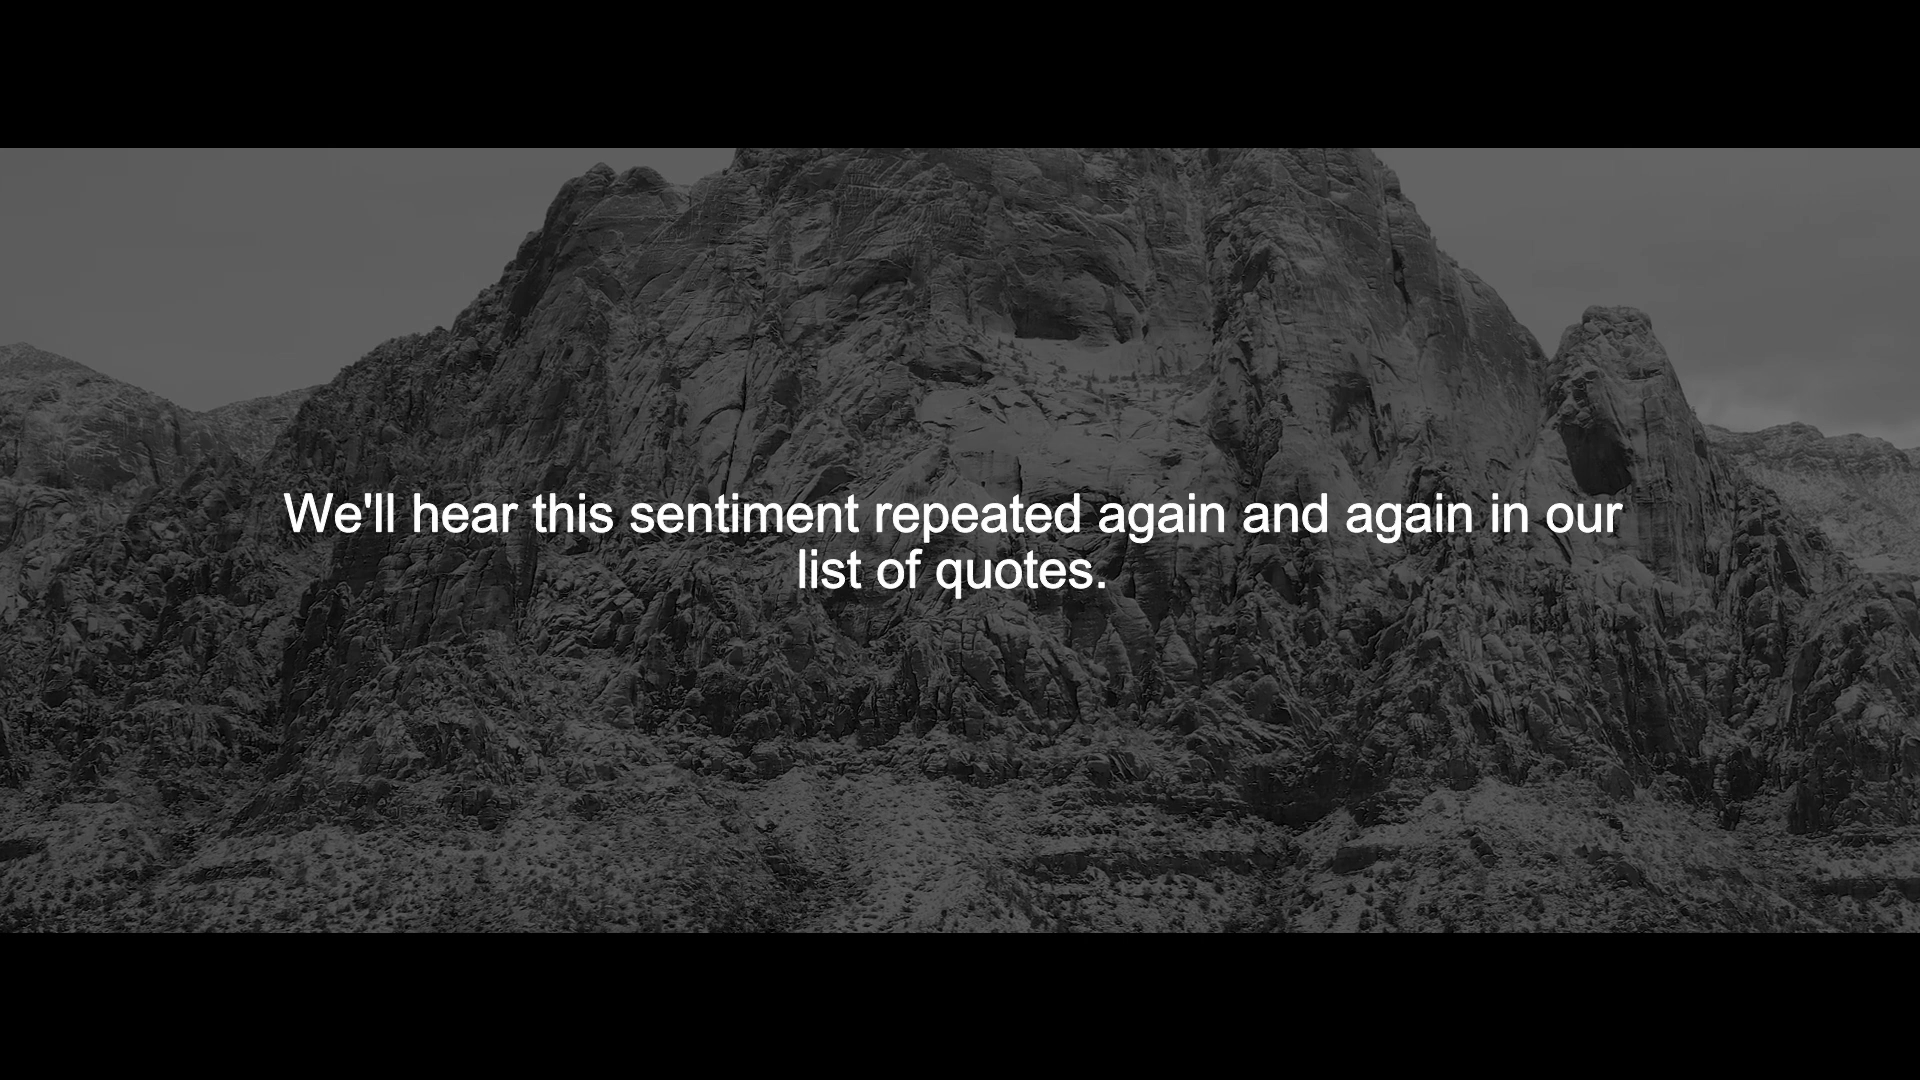 We'll hear this sentiment repeated again and again in our
list of quotes.